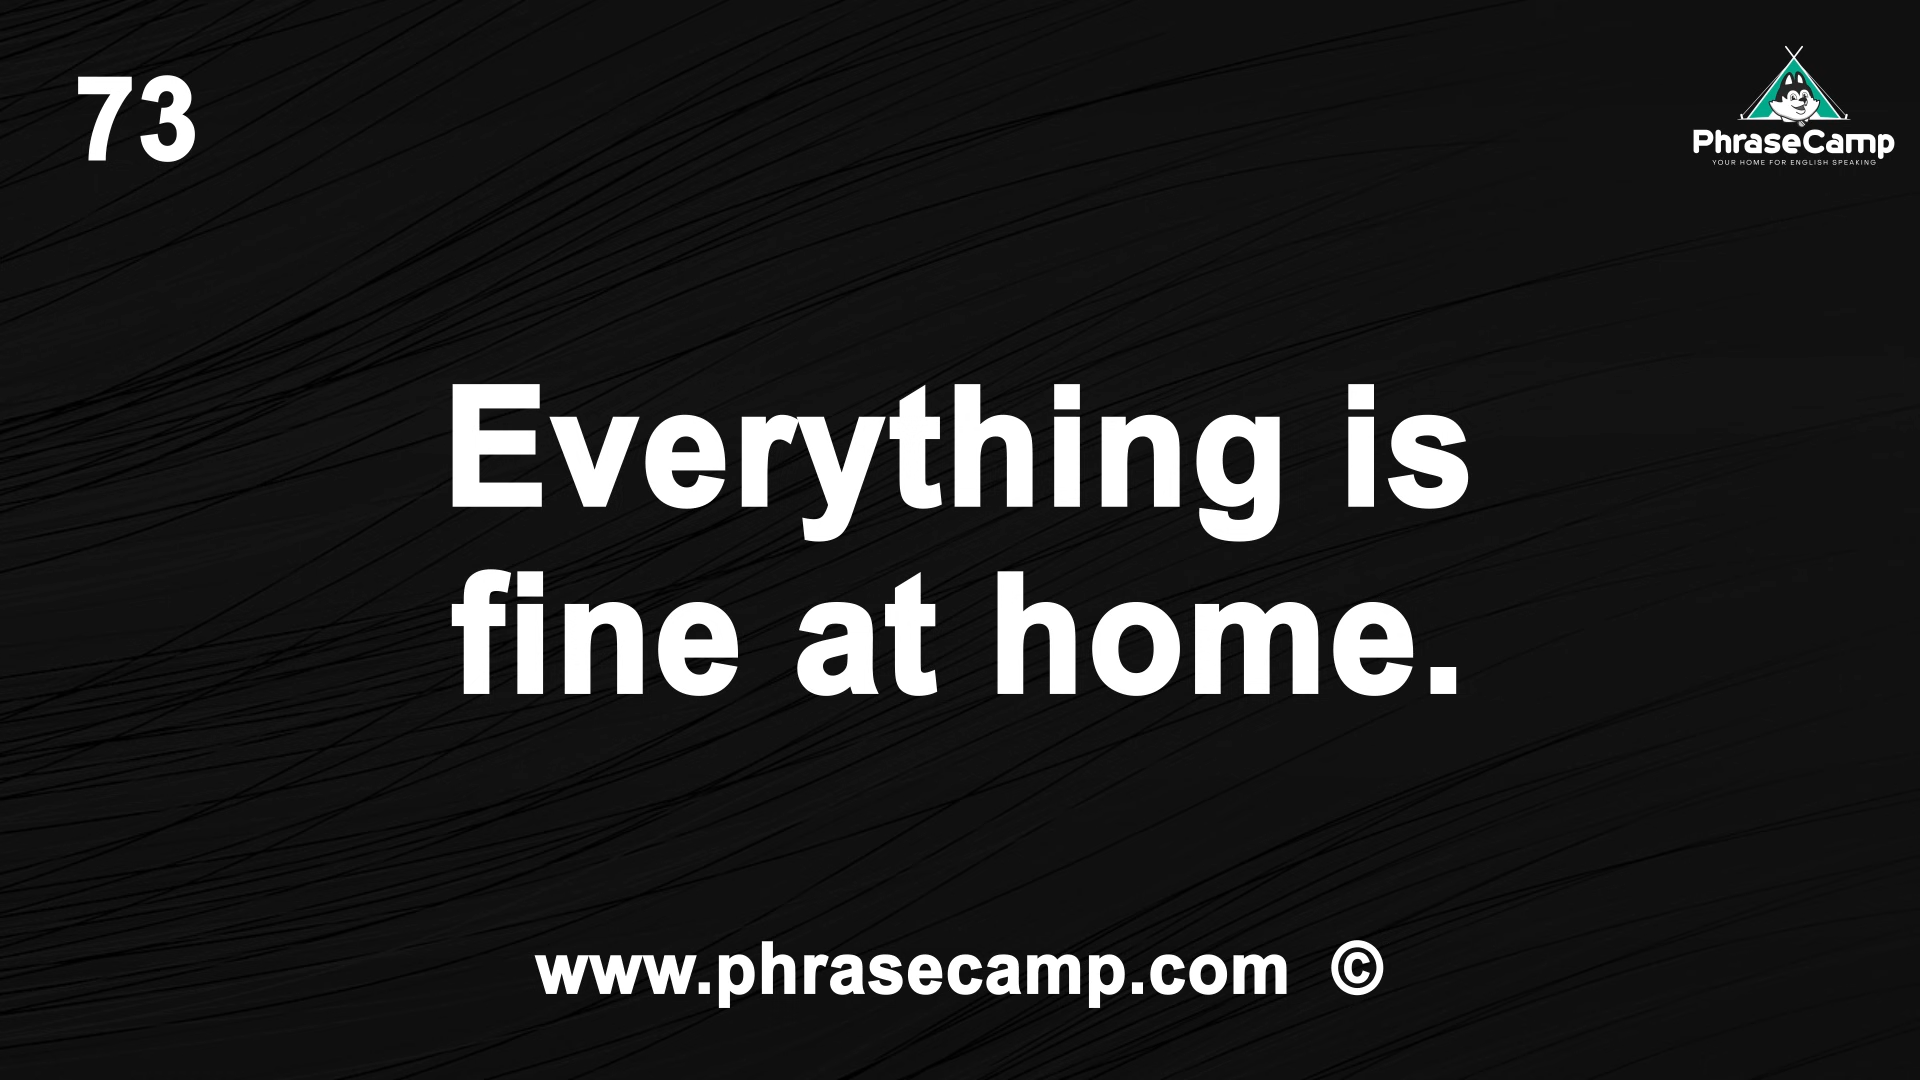 73
PhraseCamp
YOUR HOME FOR ENGLISH SPEAKING
Everything is
fine at home.
www.phrasecamp.com ©